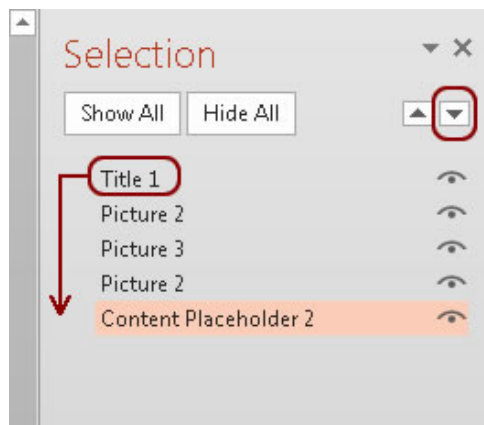 Selection
Show All Hide All
Title 1
Picture 2
Picture 3
Picture 2
Content Placeholder 2